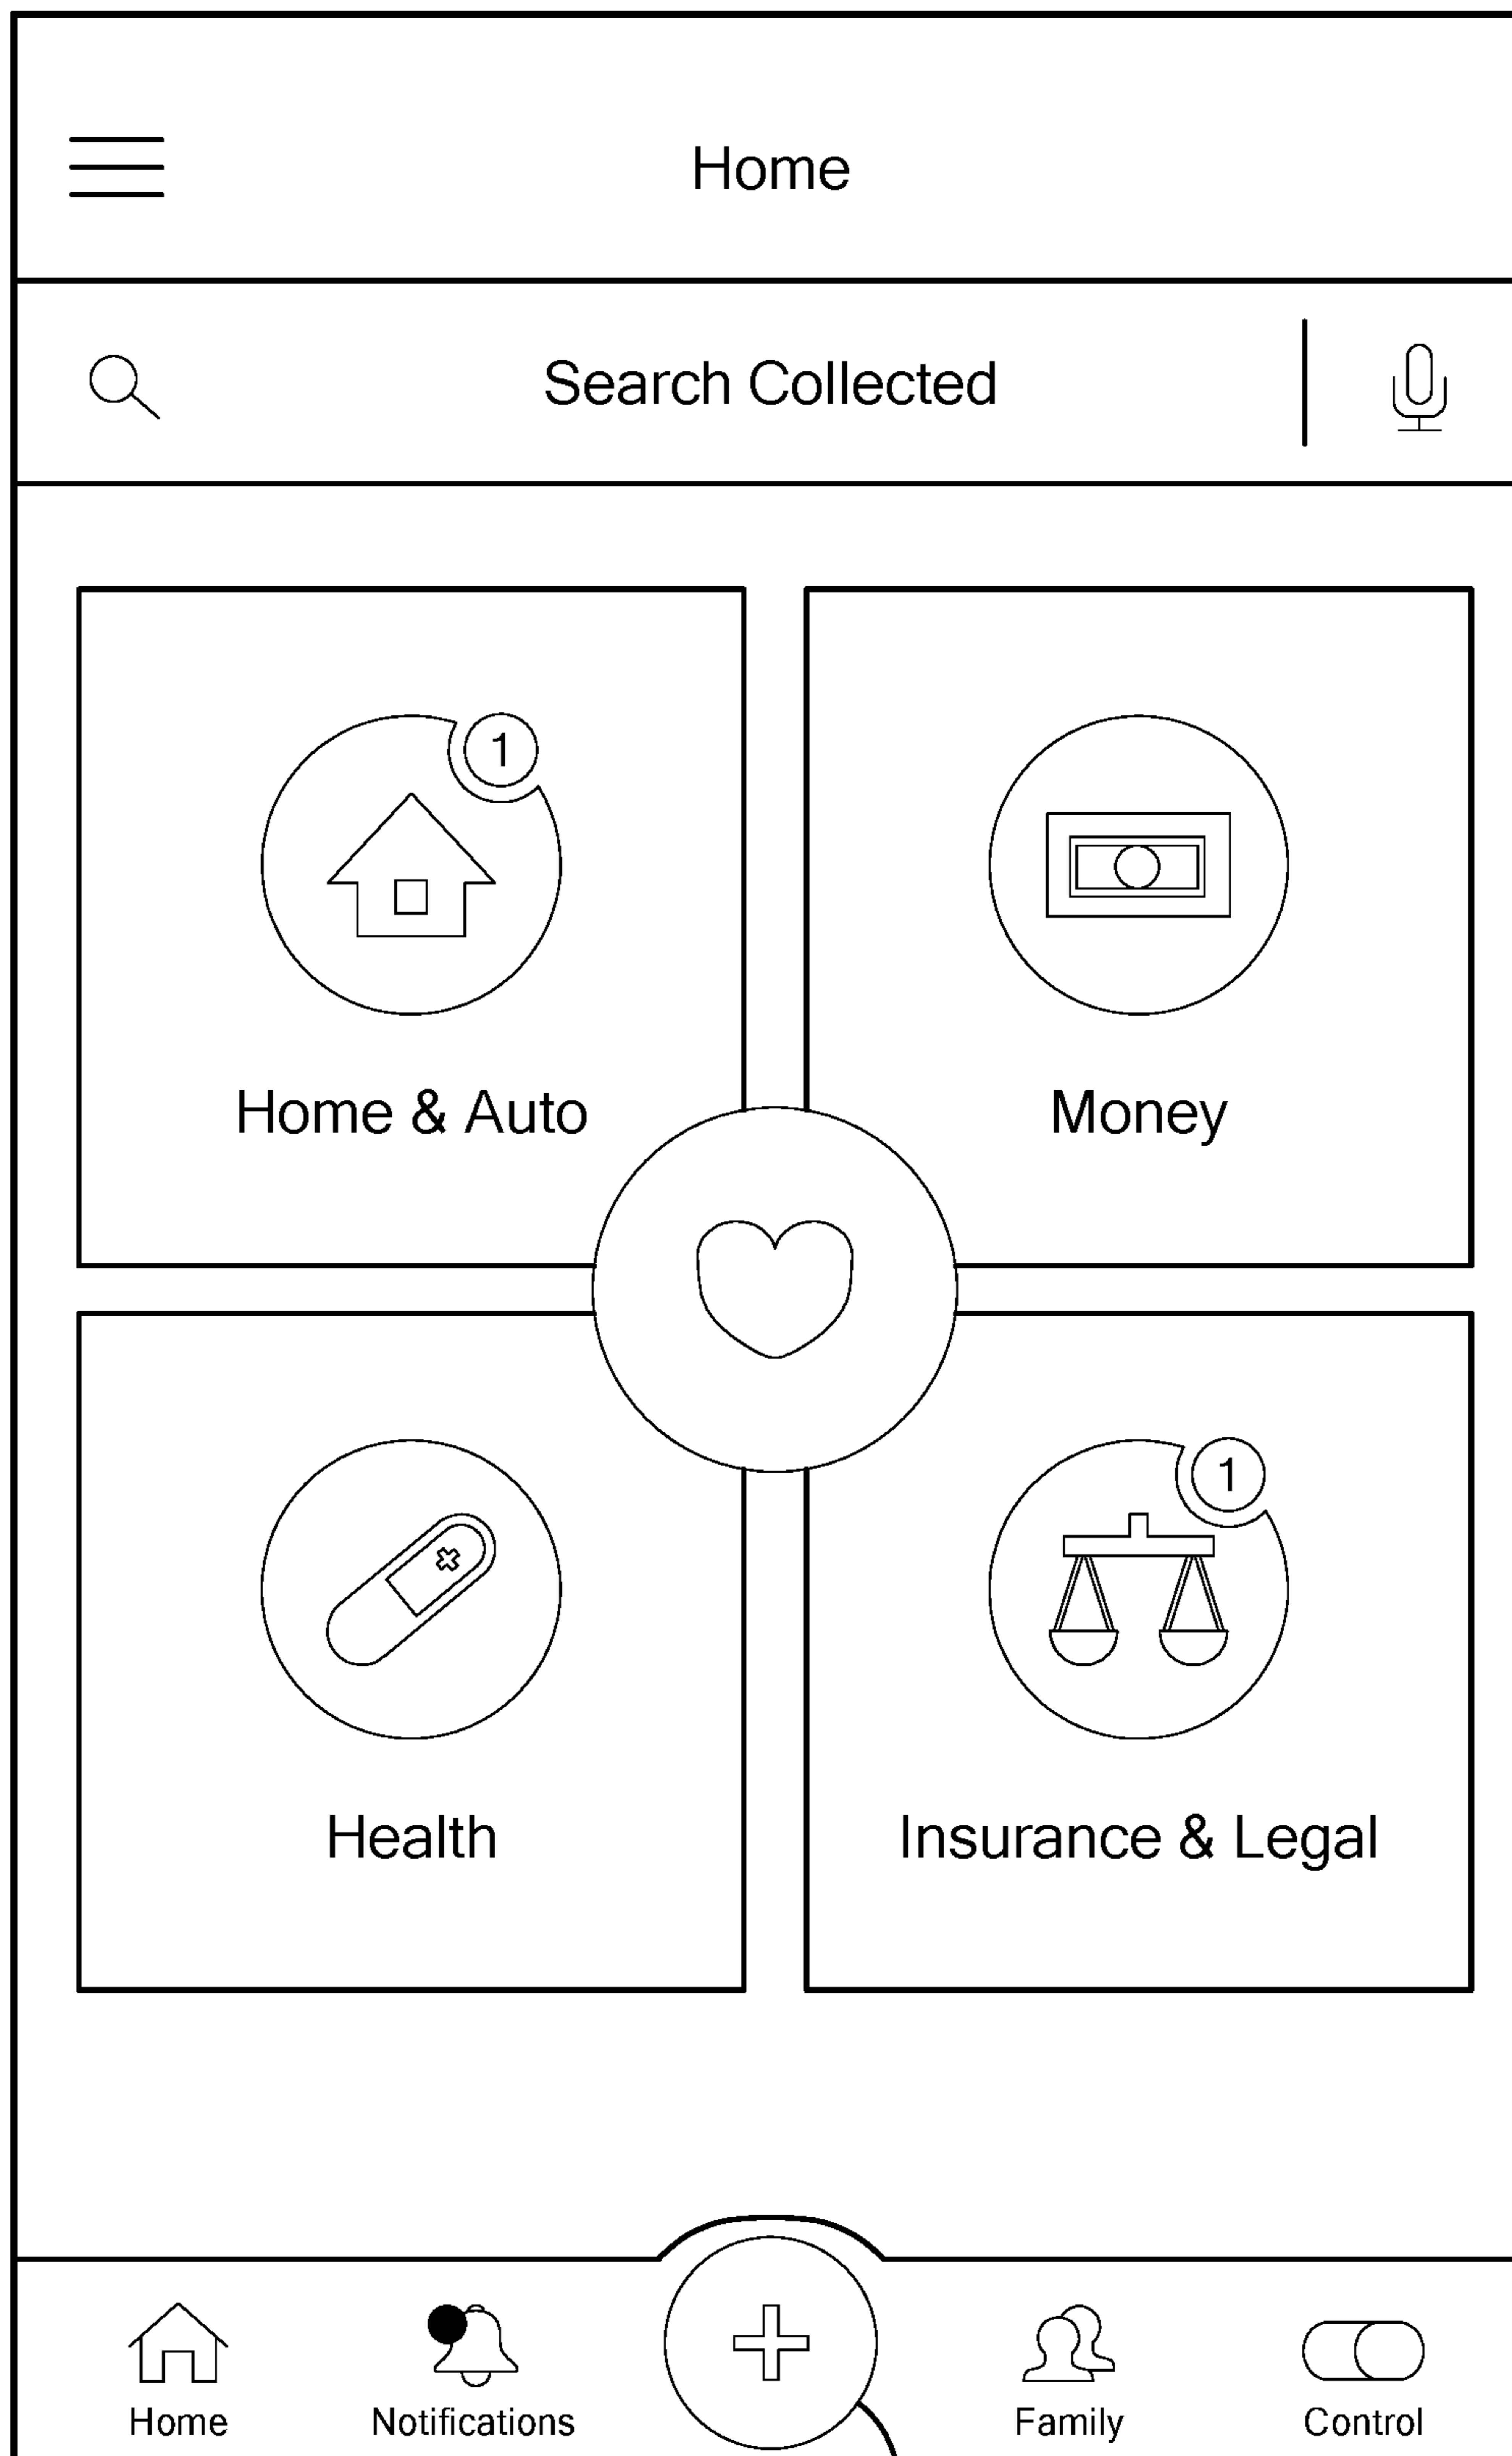 Home
Search Collected
1
Home & Auto
Money
Health
1
Insurance & Legal
Home
Notifications
Family
Control